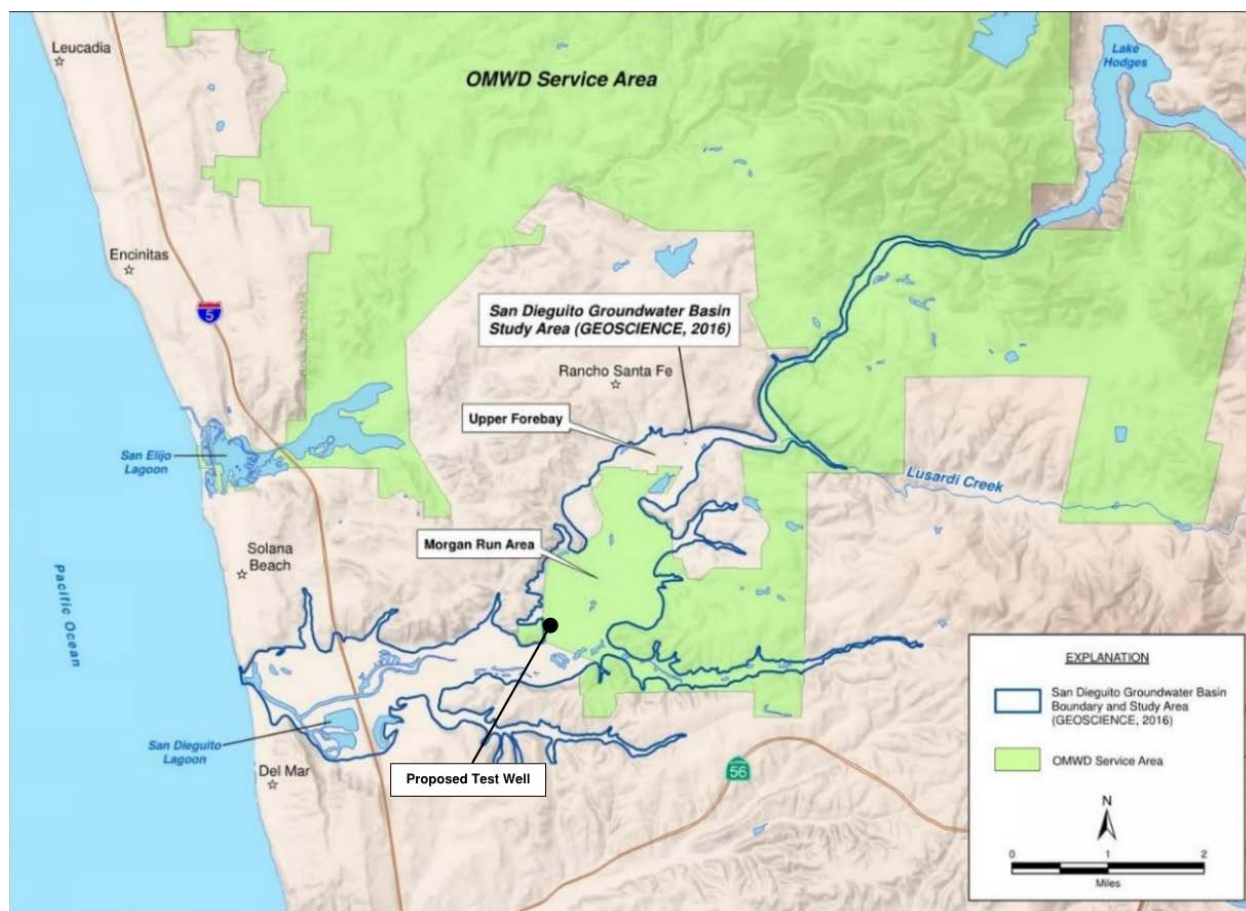 Leucadia
OMWD Service Area
Lake
Hodges
Encinitas
5
San Dieguito Groundwater Basin
Study Area (GEOSCIENCE, 2016)
Rancho Santa Fe
Upper Forebay
San Elijo
Lagoon
Lusardi Creek
Morgan Run Area
Solana
Beach
Pacific Ocean
San Dieguito
Lagoon
Del Mar
Proposed Test Well
56
EXPLANATION
San Dieguito Groundwater Basin
Boundary and Study Area
(GEOSCIENCE, 2016)
OMWD Service Area
N
0 1 2
Miles